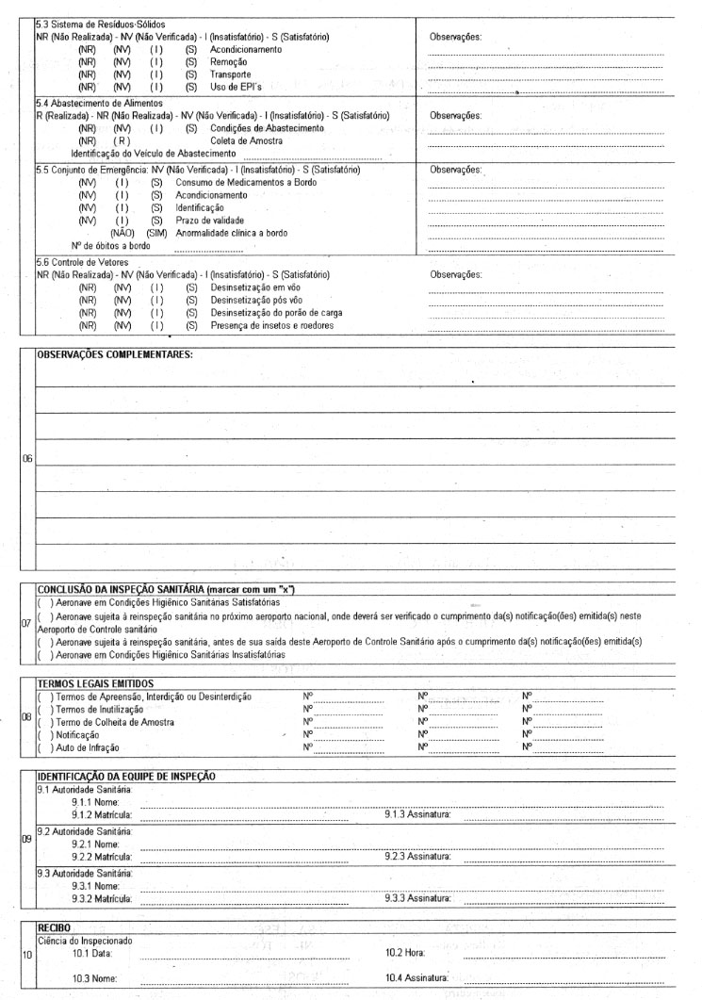 5.3 Sistema de Resíduos Sólidos
NR (Não Realizada) - NV (Não Verificada) - I (Insatisfatório) - S (Satisfatório) Observações:
(NR) (NV) ( I ) (S) Acondicionamento
(NR) (NV) ( I ) (S) Remoção
(NR) (NV) ( I ) (S) Transporte
(NR) (NV) ( I ) (S) Uso de EPI´s
5.4 Abastecimento de Alimentos
R (Realizada) - NR (Não Realizada) - NV (Não Verificada) - I (Insatisfatório) - S (Satisfatório) Observações:
(NR) (NV) ( I ) (S) Condições de Abastecimento
(NR) ( R ) Coleta de Amostra
Identificação do Veículo de Abastecimento
5.5 Conjunto de Emergência: NV (Não Verificada) - I (Insatisfatório) - S (Satisfatório) Observações:
(NV) ( I ) (S) Consumo de Medicamentos a Bordo
(NV) ( I ) (S) Acondicionamento
(NV) ( I ) (S) Identificação
(NV) ( I ) (S) Prazo de validade
(NÃO) (SIM) Anormalidade clínica a bordo
Nº de óbitos a bordo
5.6 Controle de Vetores
NR (Não Realizada) - NV (Não Verificada) - I (Insatisfatório) - S (Satisfatório) Observações:
(NR) (NV) ( I ) (S) Desinsetização em vôo
(NR) (NV) ( I ) (S) Desinsetização pós vôo
(NR) (NV) ( I ) (S) Desinsetização do porão de carga
(NR) (NV) ( I ) (S) Presença de insetos e roedores
OBSERVAÇÕES COMPLEMENTARES:
06
CONCLUSÃO DA INSPEÇÃO SANITÁRIA (marcar com um "x")
( ) Aeronave em Condições Higiênico Sanitárias Satisfatórias
07 ( ) Aeronave sujeita à reinspeção sanitária no próximo aeroporto nacional, onde deverá ser verificado o cumprimento da(s) notificação(ões) emitida(s) neste
Aeroporto de Controle sanitário
( ) Aeronave sujeita à reinspeção sanitária, antes de sua saída deste Aeroporto de Controle Sanitário após o cumprimento da(s) notificação(ões) emitida(s)
( ) Aeronave em Condições Higiênico Sanitárias Insatisfatórias
TERMOS LEGAIS EMITIDOS
( ) Termos de Apreensão, Interdição ou Desinterdição Nº Nº Nº
( ) Termos de Inutilização Nº Nº Nº
08 ( ) Termo de Colheita de Amostra Nº Nº Nº
( ) Notificação Nº Nº Nº
( ) Auto de Infração Nº Nº Nº
IDENTIFICAÇÃO DA EQUIPE DE INSPEÇÃO
9.1 Autoridade Sanitária:
9.1.1 Nome:
9.1.2 Matrícula: 9.1.3 Assinatura:
9.2 Autoridade Sanitária:
09
9.2.1 Nome:
9.2.2 Matrícula: 9.2.3 Assinatura:
9.3 Autoridade Sanitária:
9.3.1 Nome:
9.3.2 Matrícula: 9.3.3 Assinatura:
RECIBO
Ciência do Inspecionado
10 10.1 Data: 10.2 Hora:
10.3 Nome: 10.4 Assinatura: